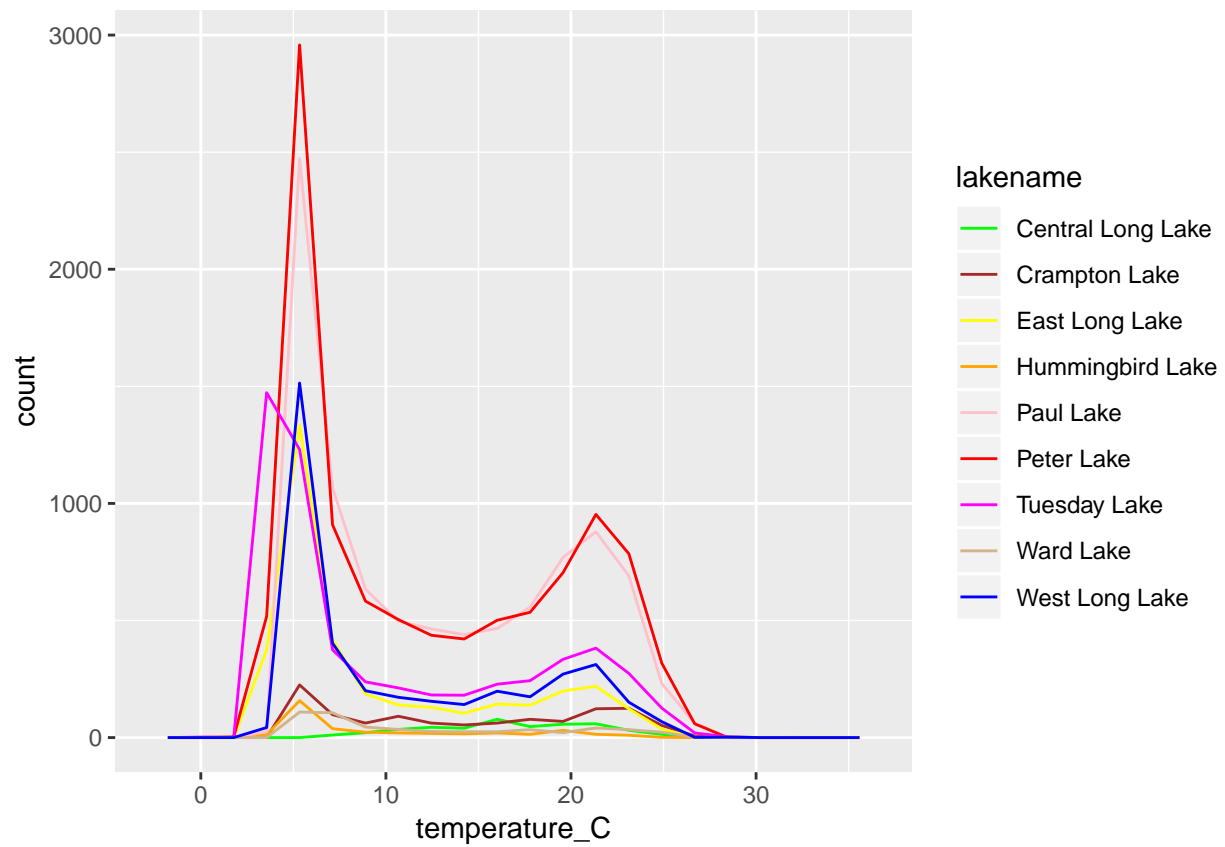 3000
2000
1000
0
count
0 10 20 30
temperature_C
lakename
Central Long Lake
Crampton Lake
East Long Lake
Hummingbird Lake
Paul Lake
Peter Lake
Tuesday Lake
Ward Lake
West Long Lake